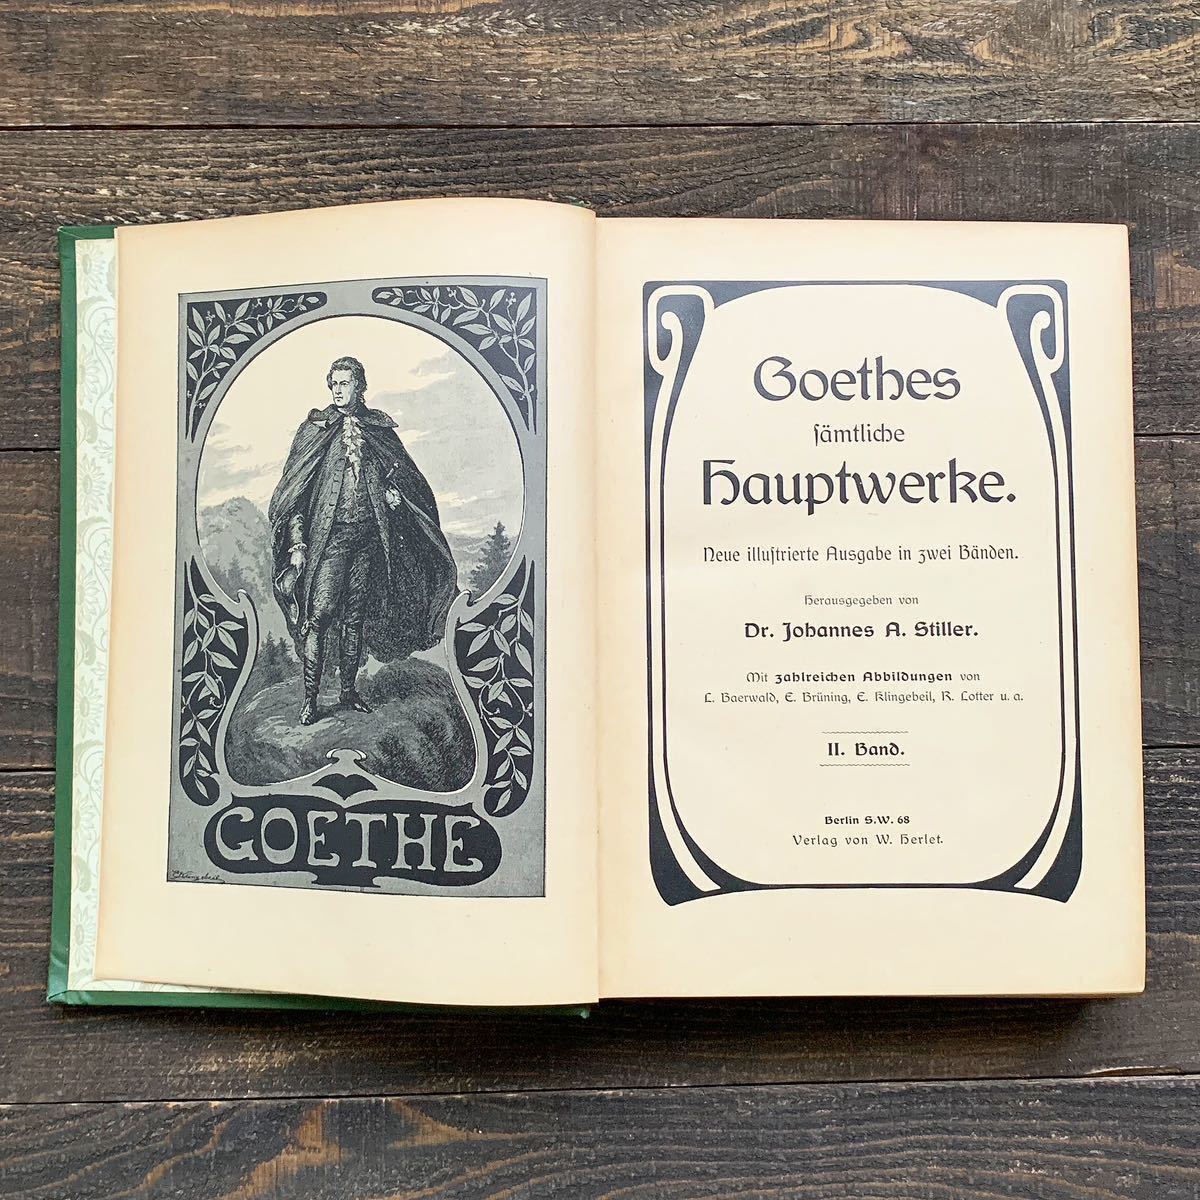 GOETHE
Goethes
ſämtliche
Hauptwerke.
Neue illuſtrierte Ausgabe in zwei Bänden.
Herausgegeben von
Dr. Johannes A. Stiller.
Mit zahlreichen Abbildungen von
L. Baerwald, E. Brüning, E. Klingebeil, R. Lotter u. a.
II. Band.
Berlin S.W. 68
Verlag von W. Herlet.